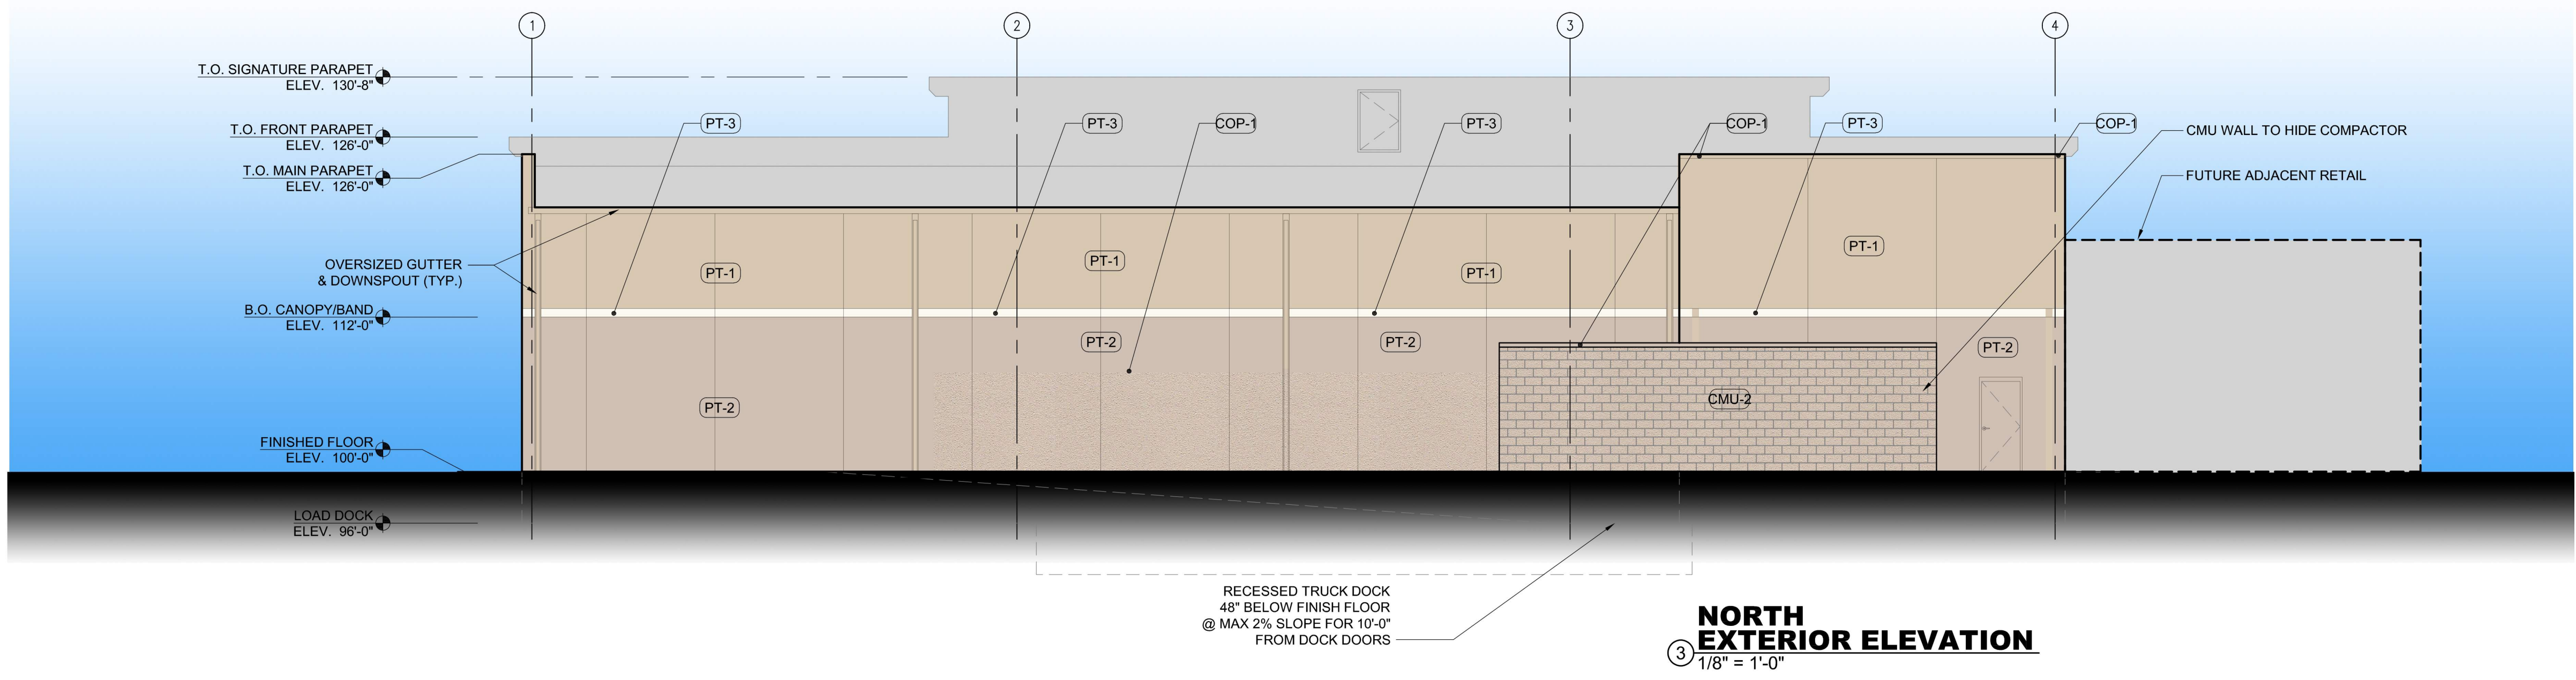 1 2 3 4
T.O. SIGNATURE PARAPET
ELEV. 130'-8"
T.O. FRONT PARAPET
ELEV. 126'-0"
T.O. MAIN PARAPET
ELEV. 126'-0"
PT-3 PT-3 COP-1 PT-3 COP-1 PT-3 COP-1
CMU WALL TO HIDE COMPACTOR
FUTURE ADJACENT RETAIL
OVERSIZED GUTTER
& DOWNSPOUT (TYP.)
PT-1 PT-1 PT-1 PT-1
B.O. CANOPY/BAND
ELEV. 112'-0"
PT-2 PT-2 PT-2 PT-2
CMU-2
FINISHED FLOOR
ELEV. 100'-0"
LOAD DOCK
ELEV. 96'-0"
RECESSED TRUCK DOCK
48" BELOW FINISH FLOOR
@ MAX 2% SLOPE FOR 10'-0"
FROM DOCK DOORS
NORTH
3 EXTERIOR ELEVATION
1/8" = 1'-0"